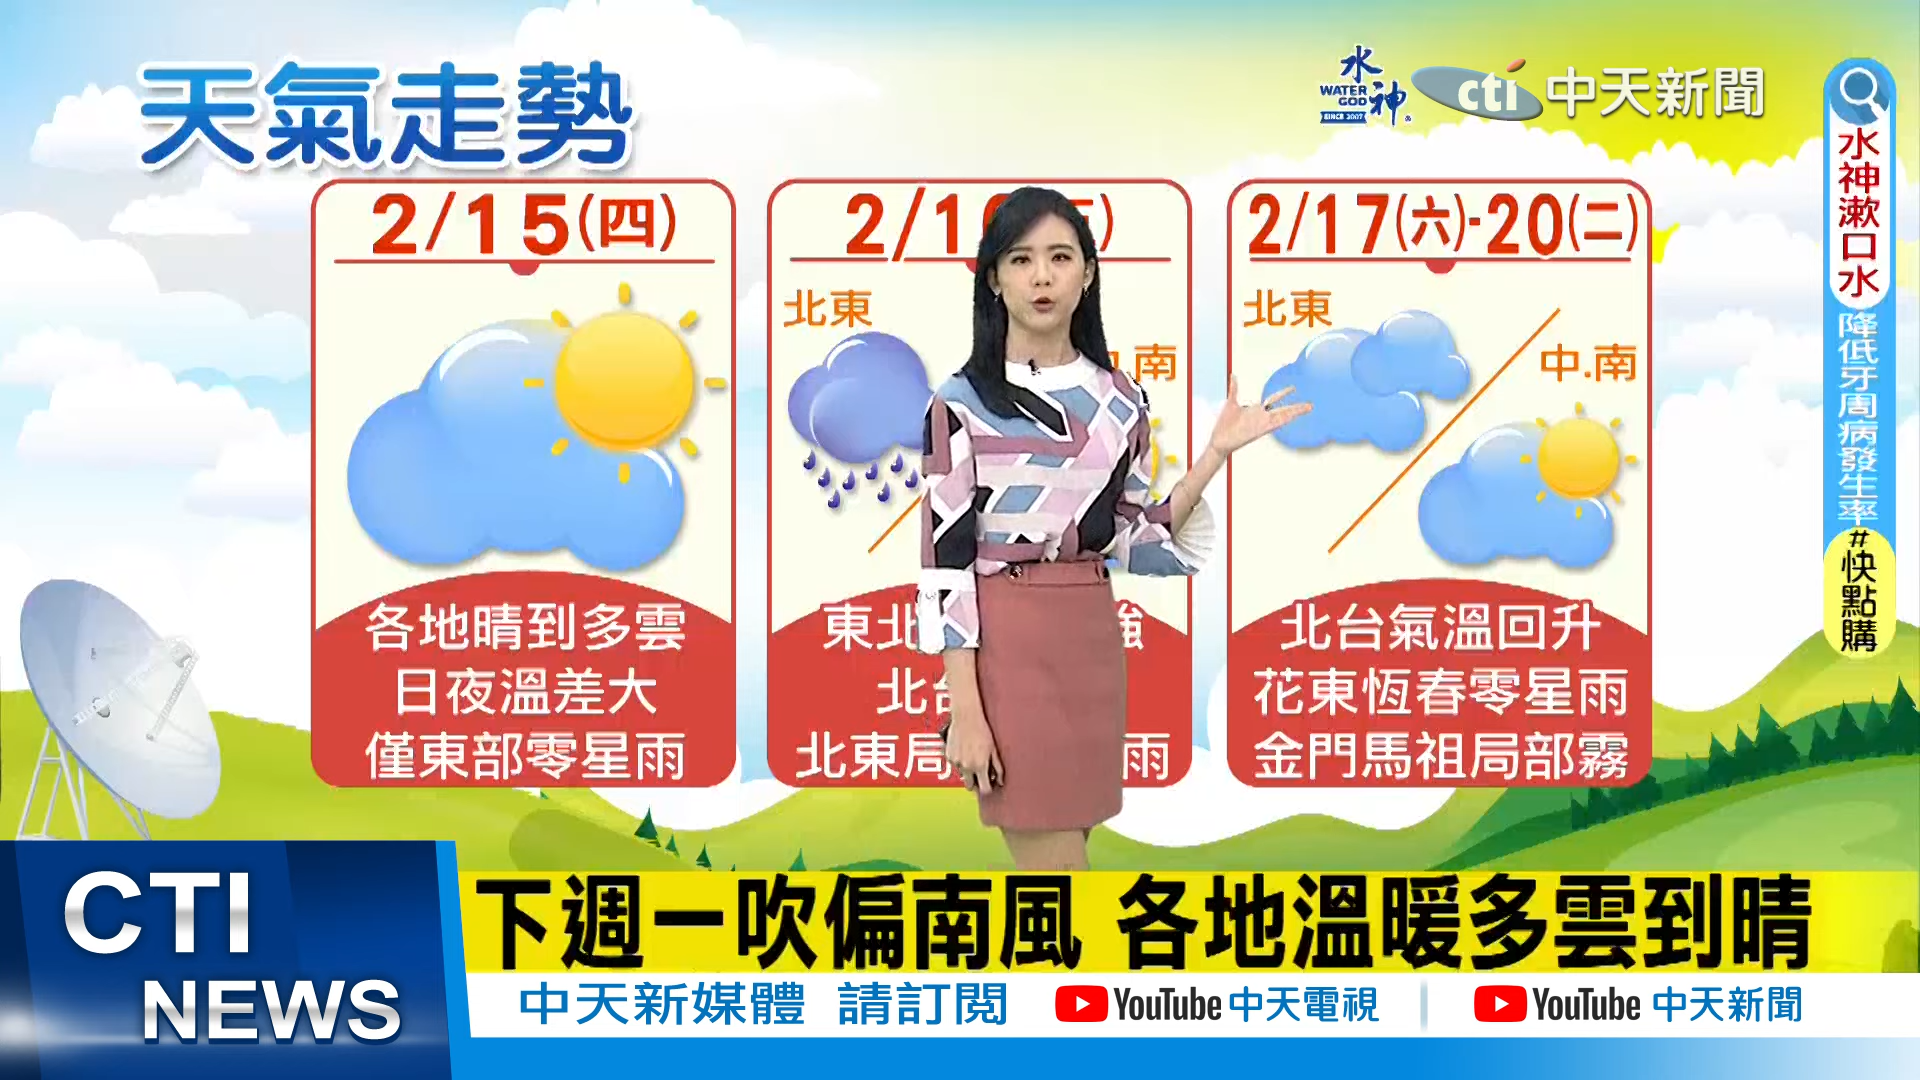 天氣走勢
水神
WATER GOD
SINCE 2007
cti 中天新聞
水神漱口水
降低牙周病發生率
#快點購
2/15(四)
各地晴到多雲
日夜溫差大
僅東部零星雨
北東
南
東北
北
北東局 雨
2/17(六)-20(二)
北東
中.南
北台氣溫回升
花東恆春零星雨
金門馬祖局部霧
CTI
NEWS
下週一吹偏南風 各地溫暖多雲到晴
中天新媒體 請訂閱 YouTube 中天電視 YouTube 中天新聞